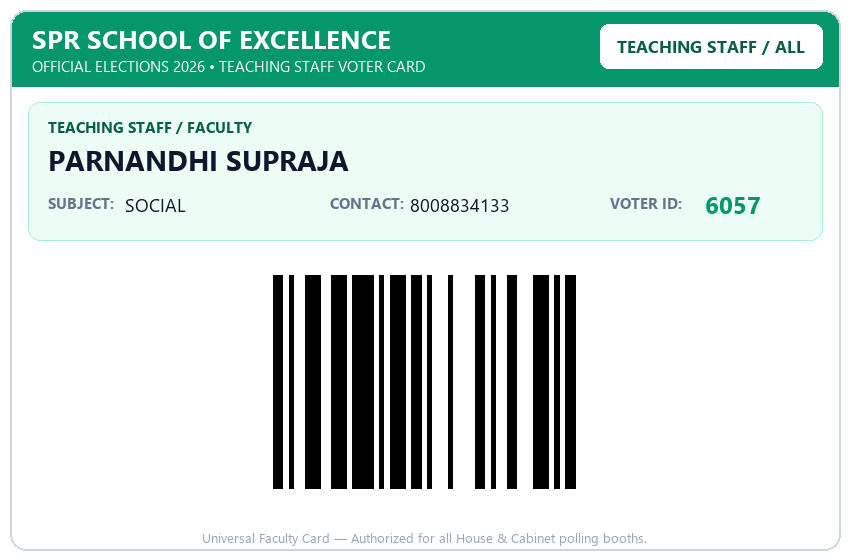 SPR SCHOOL OF EXCELLENCE
OFFICIAL ELECTIONS 2026 • TEACHING STAFF VOTER CARD
TEACHING STAFF / ALL
TEACHING STAFF / FACULTY
PARNANDHI SUPRAJA
SUBJECT: SOCIAL CONTACT: 8008834133 VOTER ID: 6057
Universal Faculty Card — Authorized for all House & Cabinet polling booths.